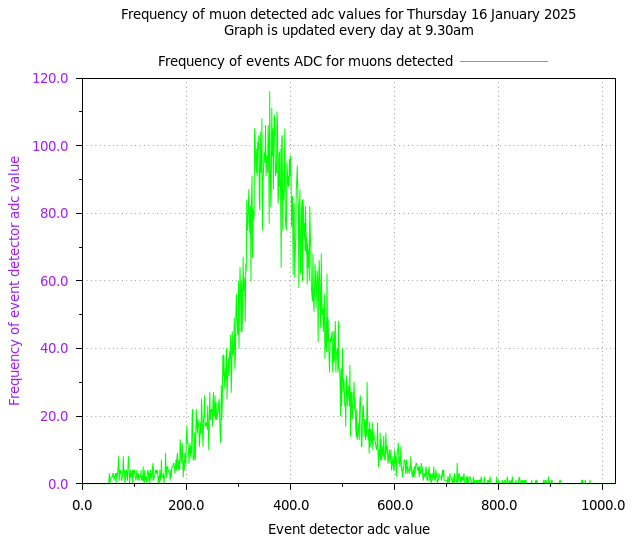 Frequency of muon detected adc values for Thursday 16 January 2025
Graph is updated every day at 9.30am
Frequency of events ADC for muons detected
120.0
100.0
80.0
60.0
40.0
20.0
0.0
Frequency of event detector adc value
0.0 200.0 400.0 600.0 800.0 1000.0
Event detector adc value